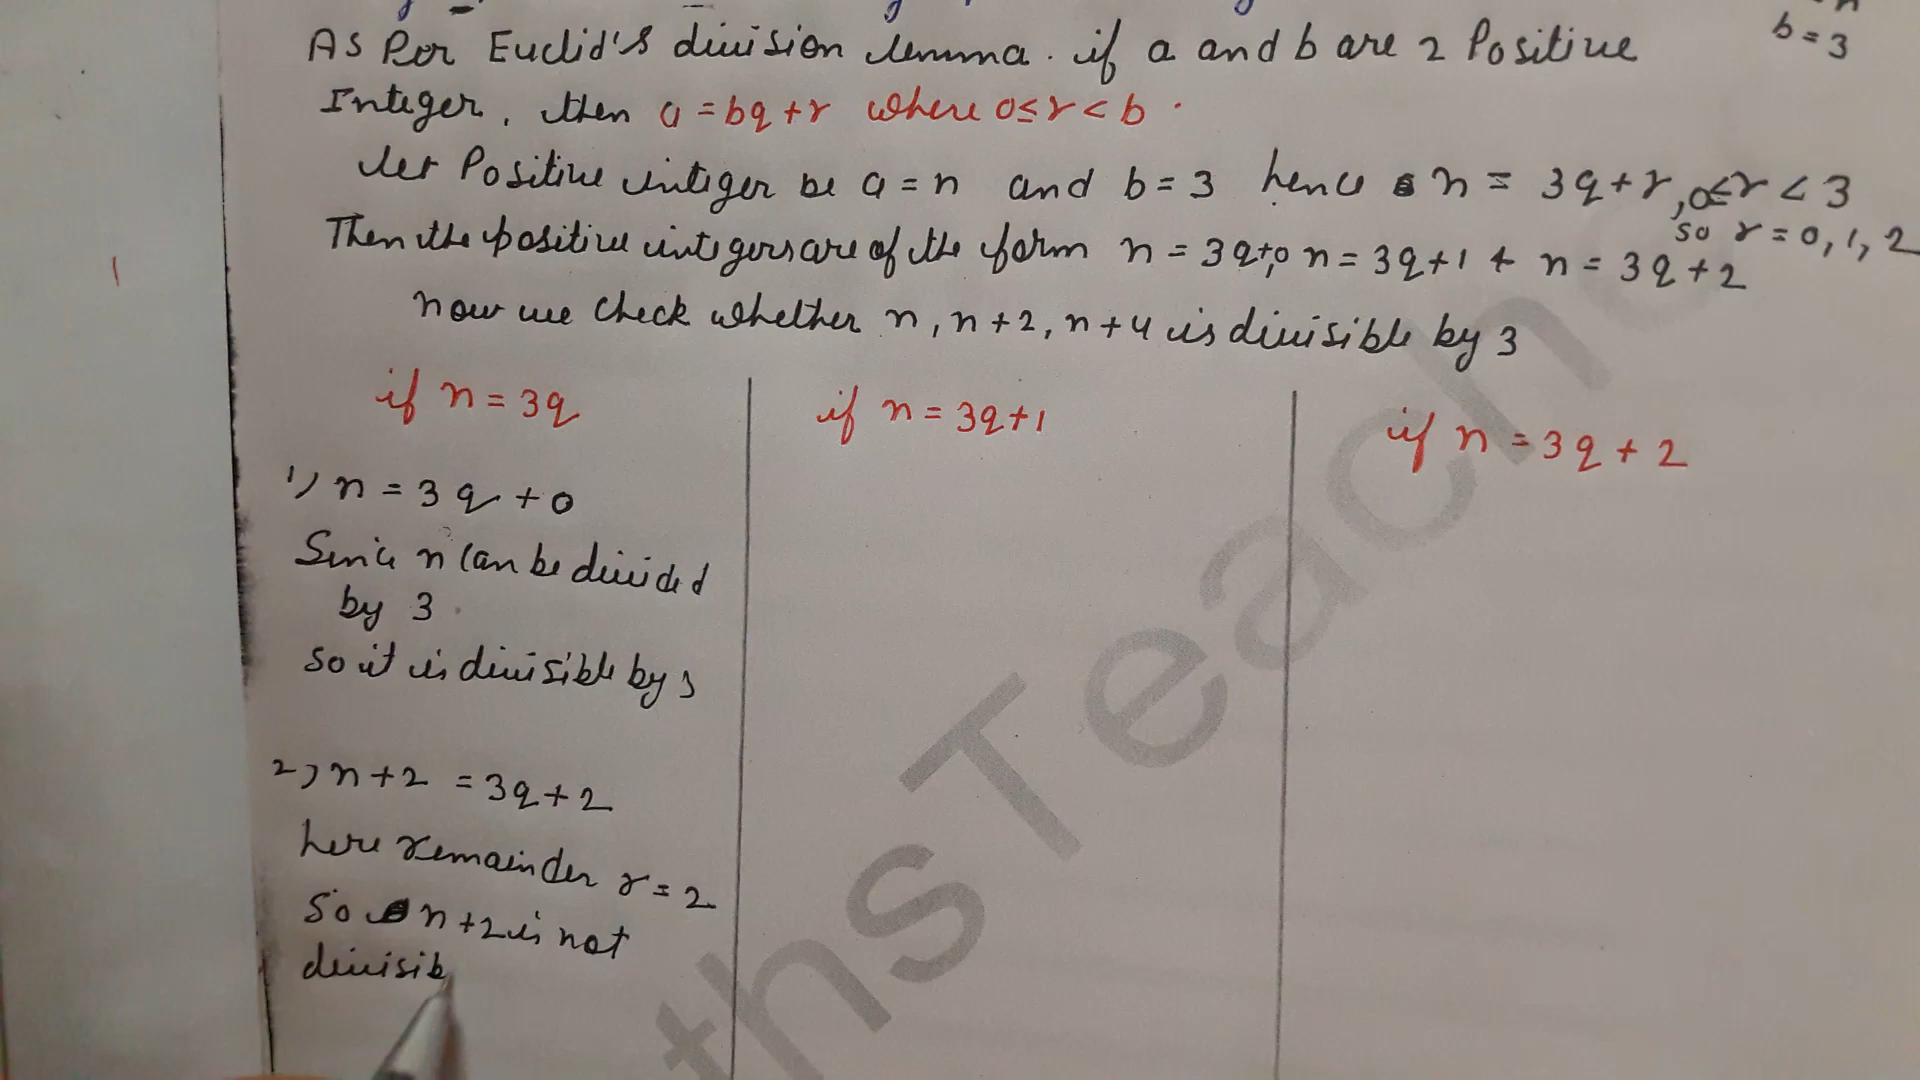 b = 3
As Per Euclid's division lemma. if a and b are 2 Positive
Integer, then a = bq + r where 0 ≤ r < b.
Let Positive integer be a = n and b = 3 hence n = 3q + r, 0 ≤ r < 3
so r = 0, 1, 2
Then the positive integers are of the form n = 3q+0, n = 3q+1 + n = 3q+2
now we check whether n, n+2, n+4 is divisible by 3
if n = 3q
if n = 3q+1
if n = 3q + 2
1) n = 3q + 0
Since n can be divided
by 3.
so it is divisible by 3
2) n+2 = 3q+2
here remainder r = 2
So n+2 is not
divisib
ths Teach